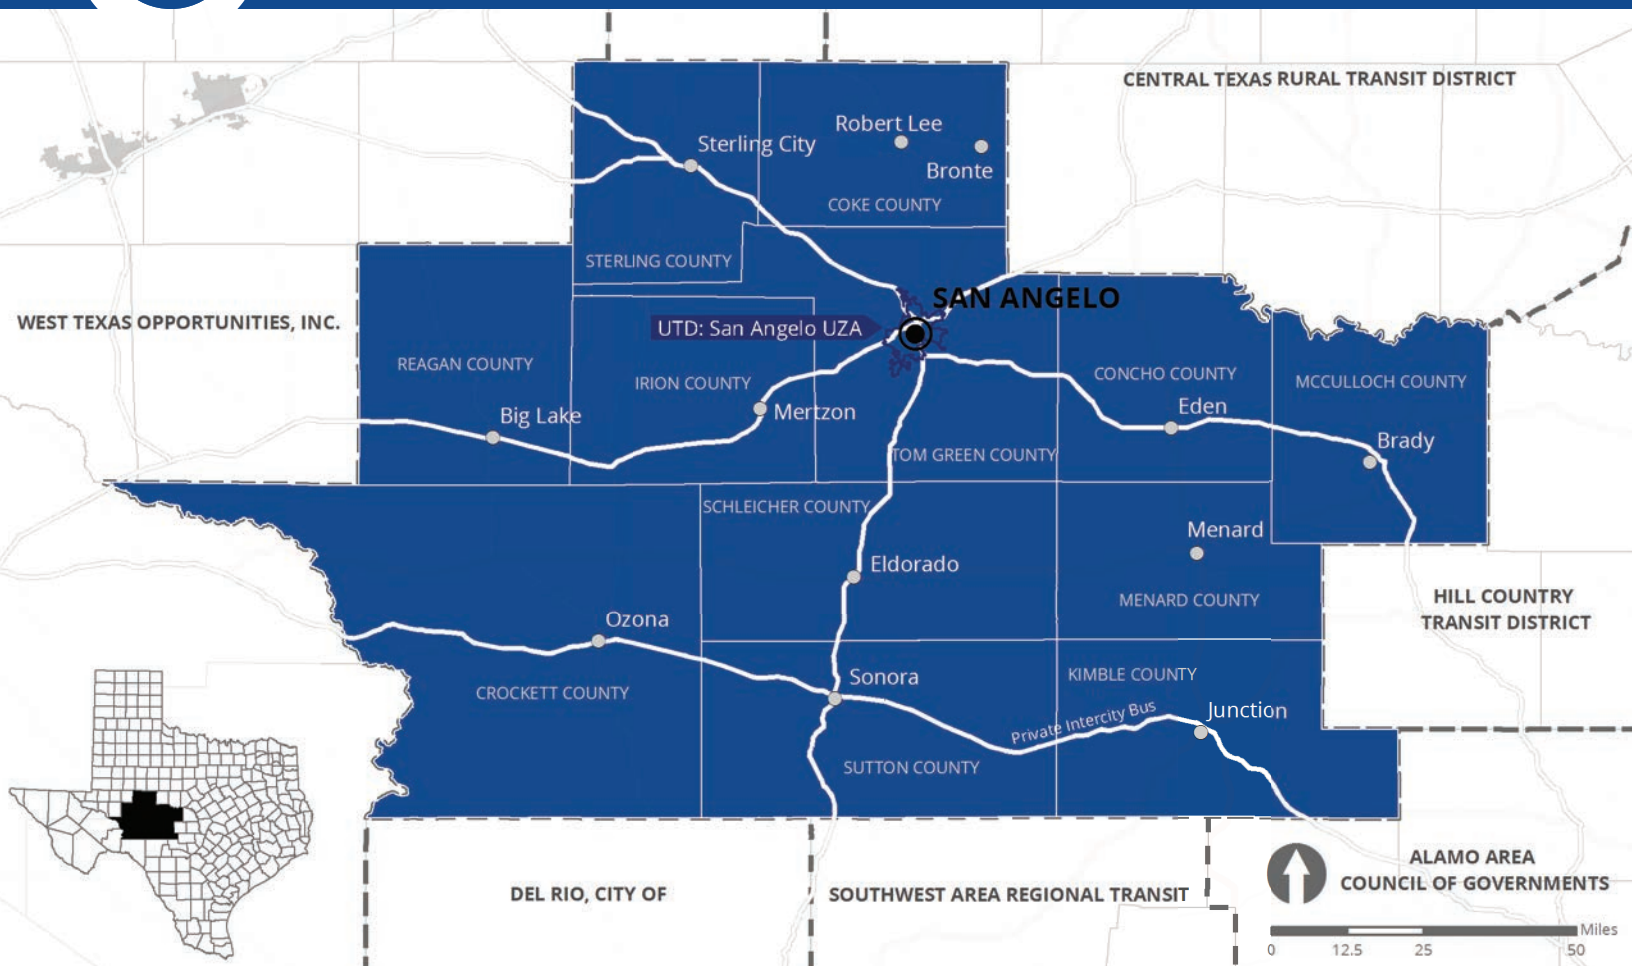 CENTRAL TEXAS RURAL TRANSIT DISTRICT
Robert Lee
Sterling City
Bronte
COKE COUNTY
STERLING COUNTY
SAN ANGELO
WEST TEXAS OPPORTUNITIES, INC.
UTD: San Angelo UZA
REAGAN COUNTY
IRION COUNTY
CONCHO COUNTY
MCCULLOCH COUNTY
Big Lake
Mertzon
Eden
Brady
TOM GREEN COUNTY
SCHLEICHER COUNTY
Menard
Eldorado
MENARD COUNTY
HILL COUNTRY
TRANSIT DISTRICT
Ozona
Sonora
KIMBLE COUNTY
CROCKETT COUNTY
Private Intercity Bus
Junction
SUTTON COUNTY
DEL RIO, CITY OF
SOUTHWEST AREA REGIONAL TRANSIT
ALAMO AREA
COUNCIL OF GOVERNMENTS
Miles
0 12.5 25 50